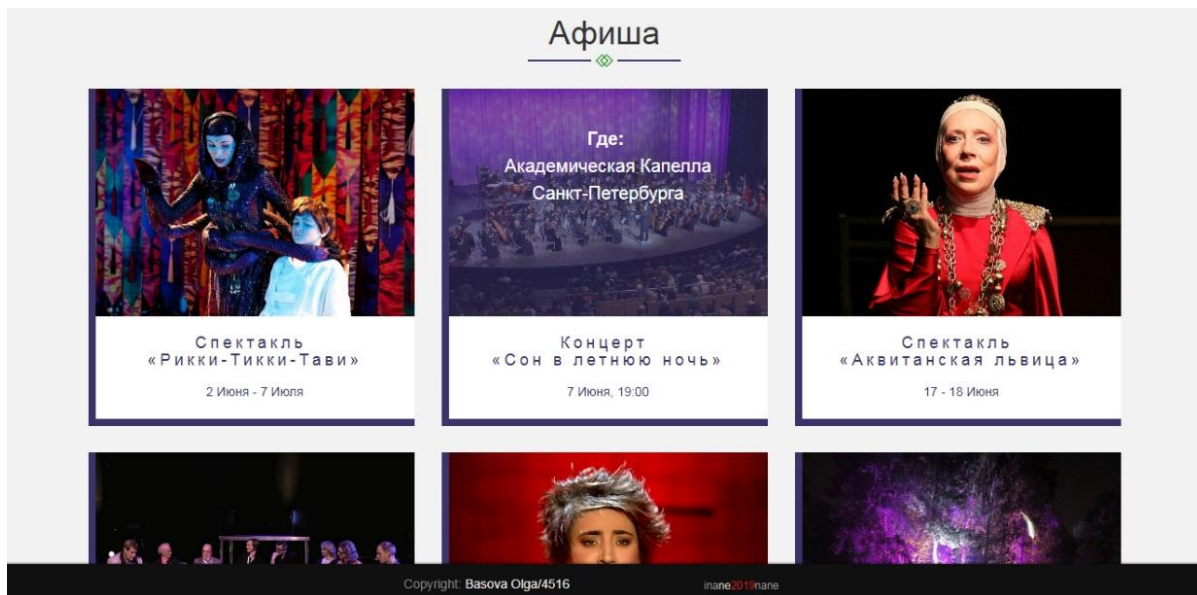 Афиша
Где:
Академическая Капелла
Санкт-Петербурга
Спектакль
«Рикки-Тикки-Тави»
2 Июня - 7 Июля
Концерт
«Сон в летнюю ночь»
7 Июня, 19:00
Спектакль
«Аквитанская львица»
17 - 18 Июня
Copyright: Basova Olga/4516
inane2019nane